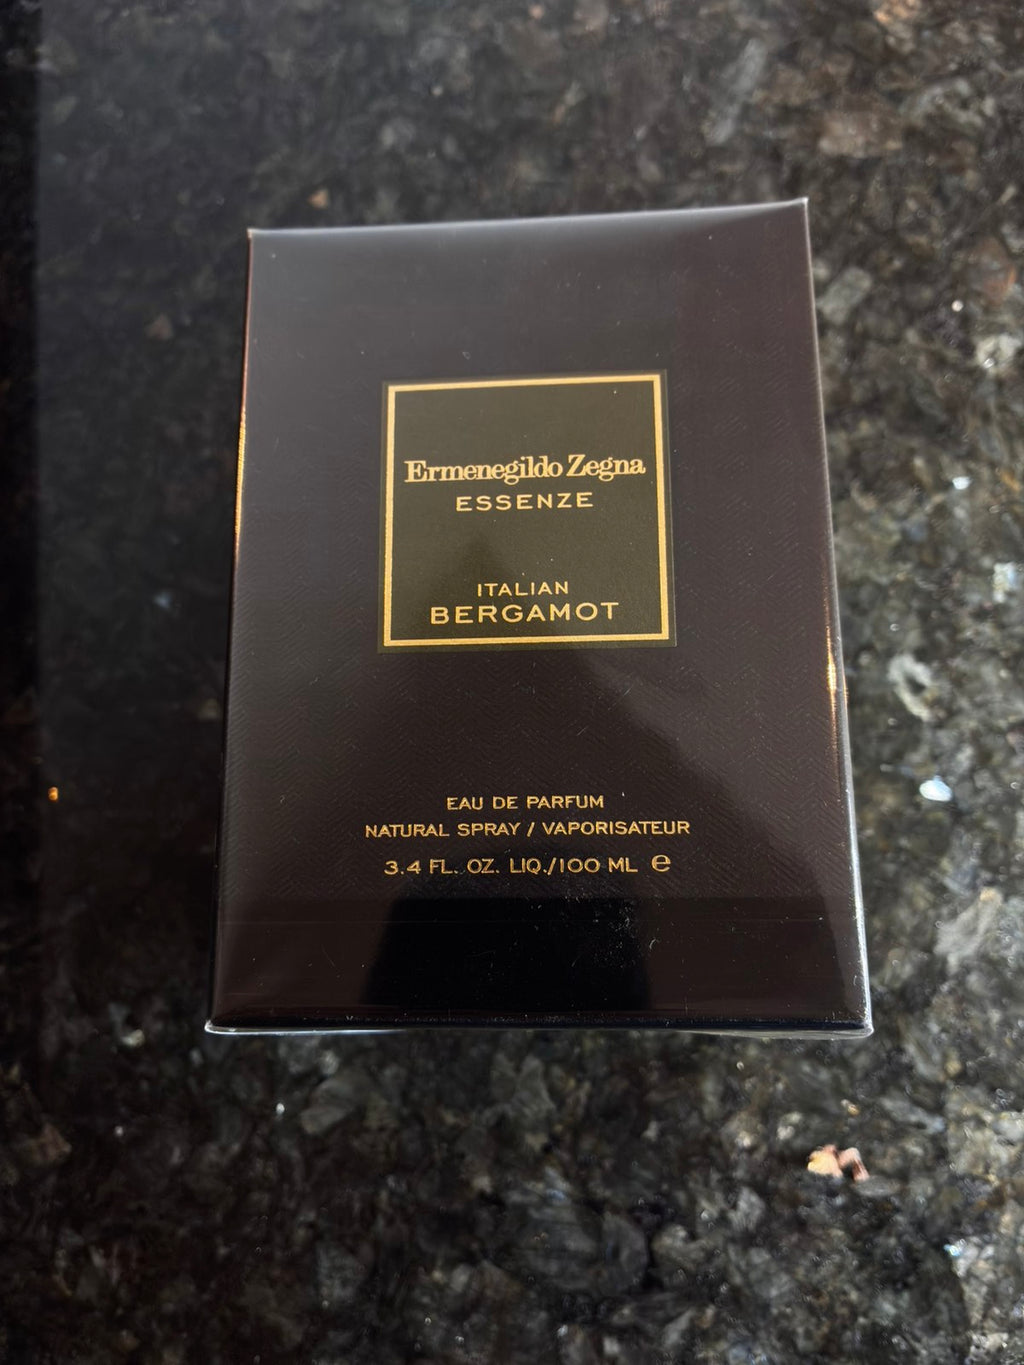 Ermenegildo Zegna
ESSENZE
ITALIAN
BERGAMOT
EAU DE PARFUM
NATURAL SPRAY / VAPORISATEUR
3.4 FL. OZ. LIQ./100 ML ℮